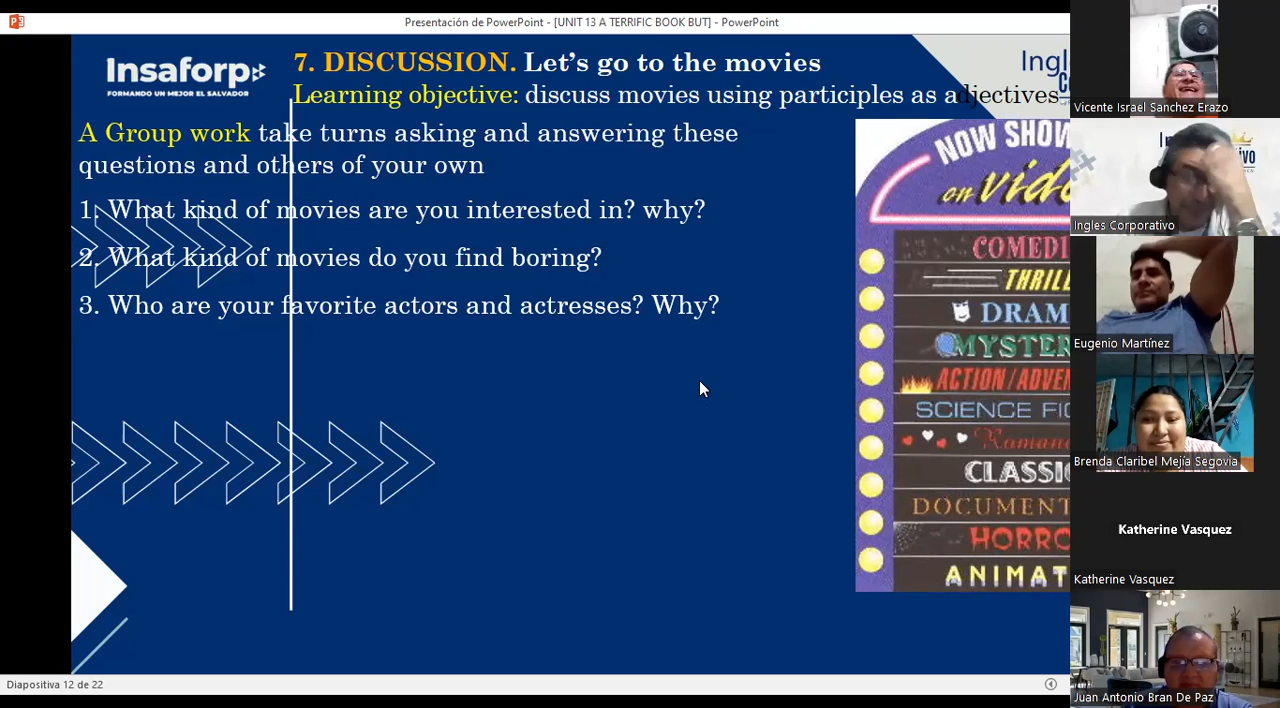 Presentación de PowerPoint - [UNIT 13 A TERRIFIC BOOK BUT] - PowerPoint
Insaforp
FORMANDO UN MEJOR EL SALVADOR
7. DISCUSSION. Let's go to the movies
Learning objective: discuss movies using participles as adjectives
A Group work take turns asking and answering these
questions and others of your own
1. What kind of movies are you interested in? why?
2. What kind of movies do you find boring?
3. Who are your favorite actors and actresses? Why?
NOW SHOW
on vid
COMEDI
THRILL
DRAM
MYSTER
ACTION/ADVEN
SCIENCE FIC
Roman
CLASSIC
DOCUMENT
HORRO
ANIMAT
Diapositiva 12 de 22
Vicente Israel Sanchez Erazo
Ingles Corporativo
Eugenio Martínez
Brenda Claribel Mejía Segovia
Katherine Vasquez
Katherine Vasquez
Juan Antonio Bran De Paz